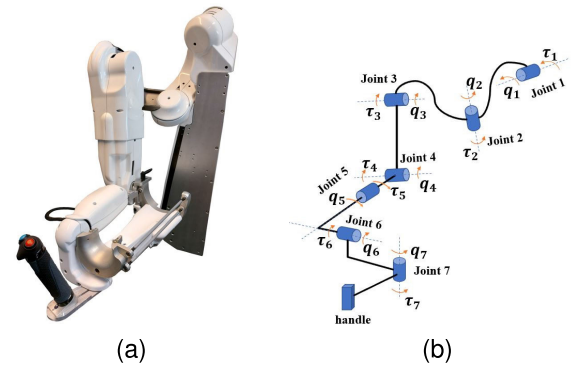 τ₁
q₁
Joint 1
q₂
τ₂
Joint 2
Joint 3
τ₃
q₃
Joint 4
τ₄
q₄
Joint 5
q₅
τ₅
Joint 6
τ₆
q₆
q₇
Joint 7
τ₇
handle
(a)
(b)